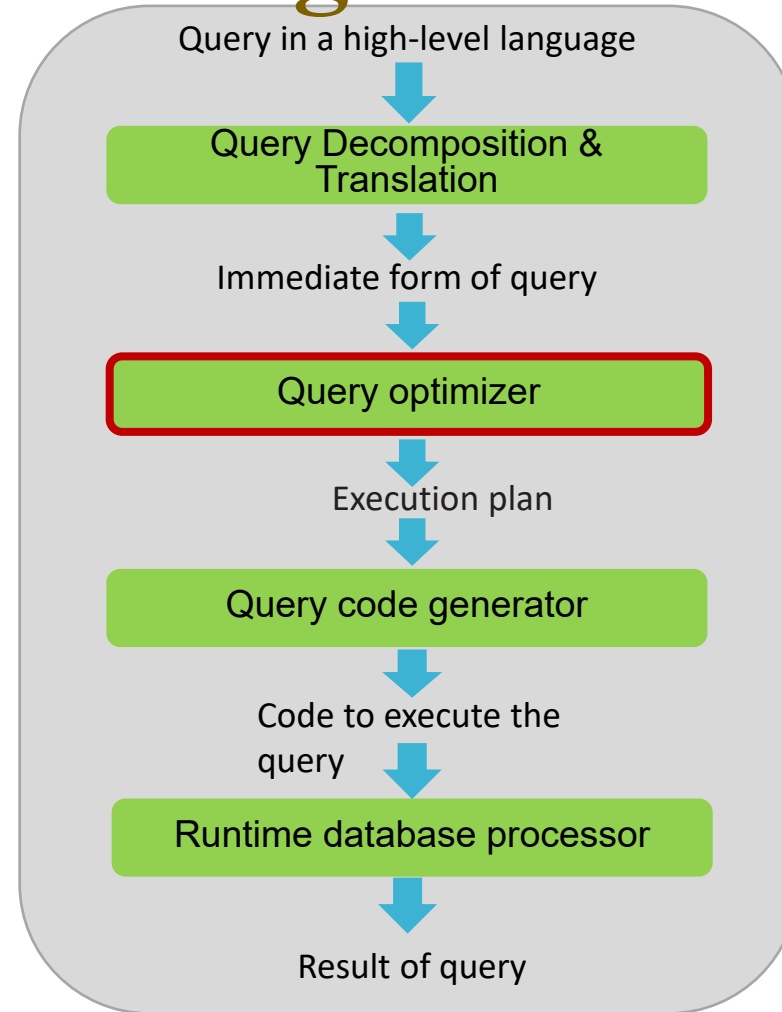 g
Query in a high-level language
Query Decomposition &
Translation
Immediate form of query
Query optimizer
Execution plan
Query code generator
Code to execute the
query
Runtime database processor
Result of query